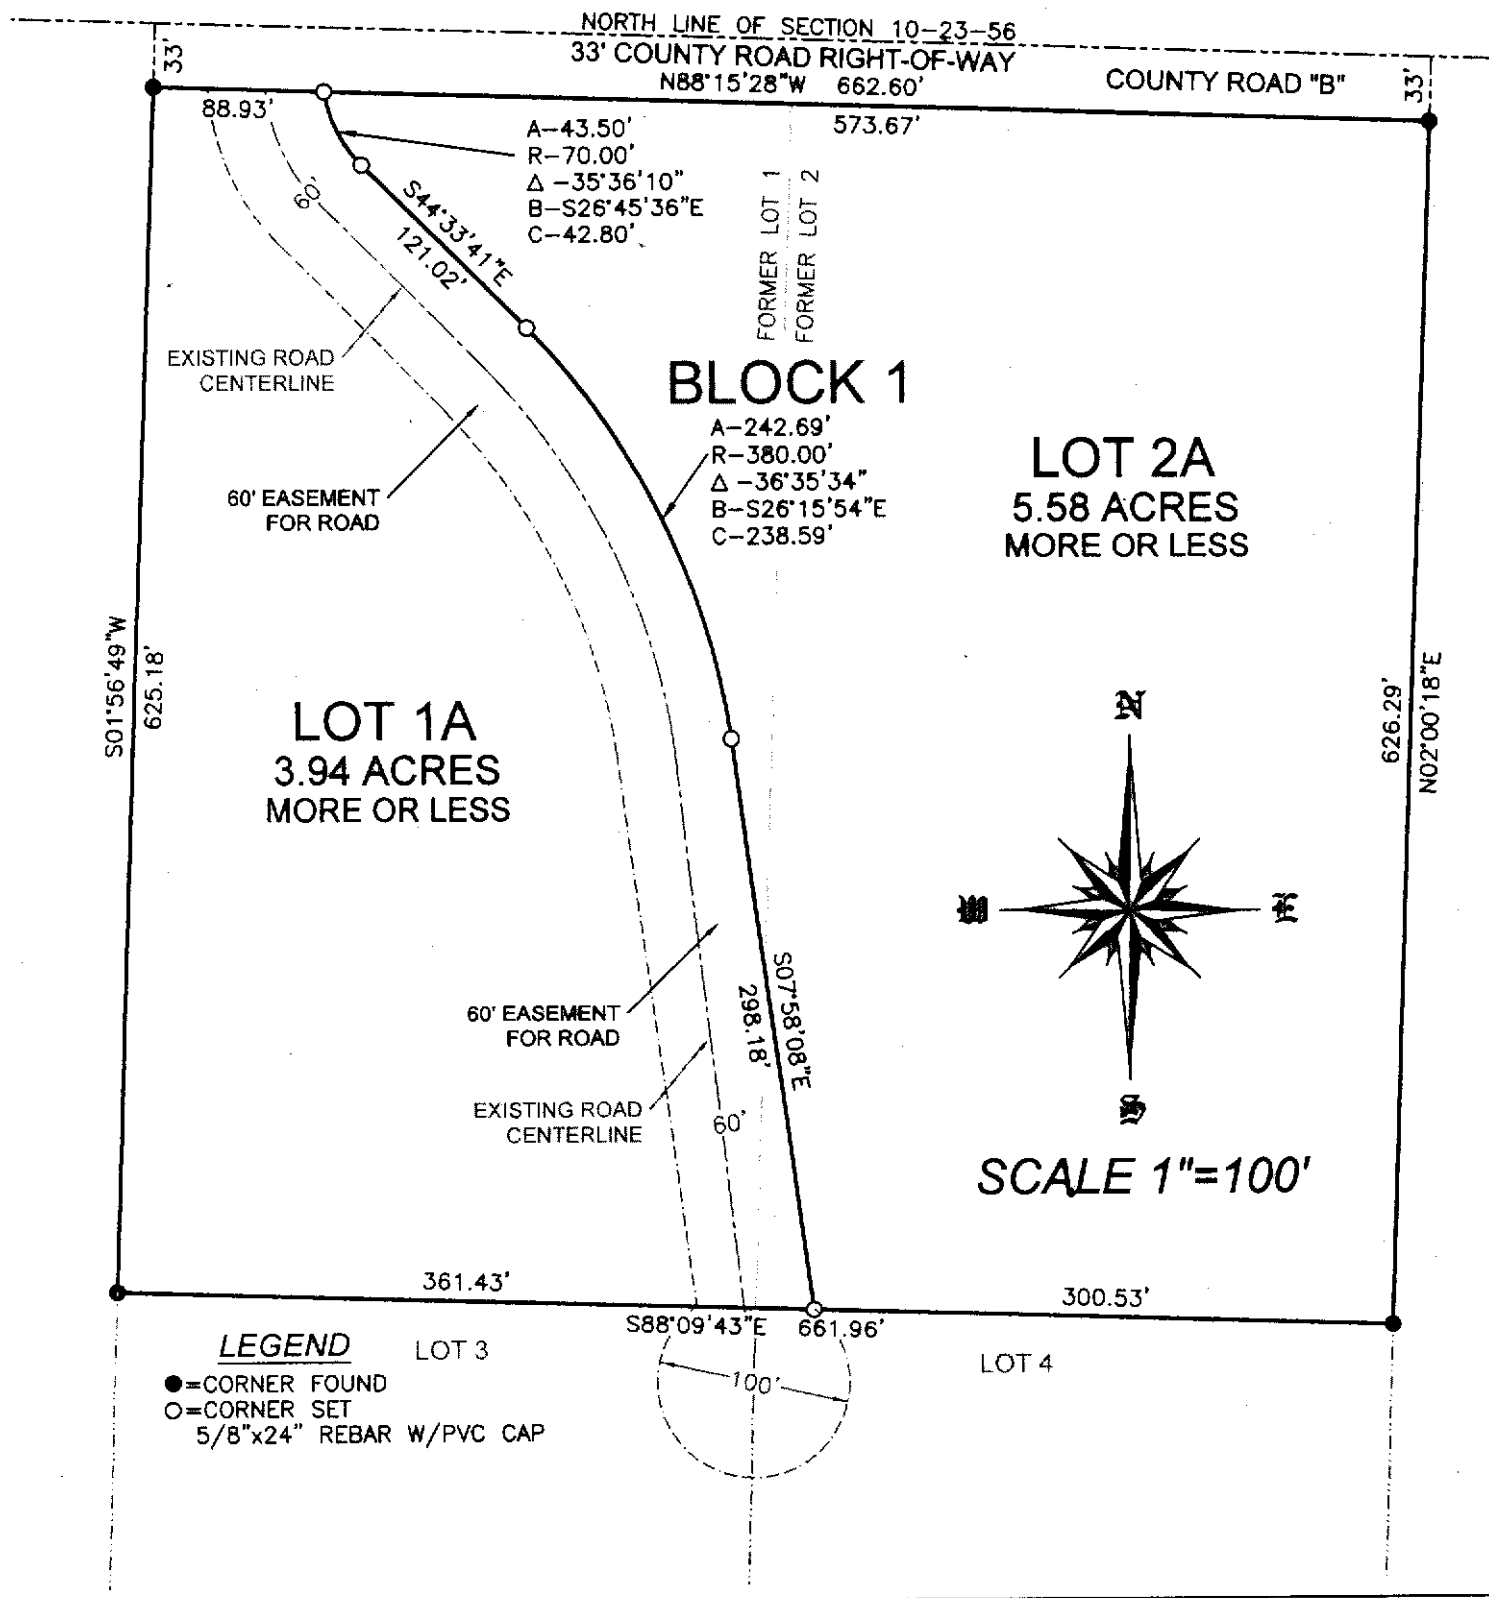 NORTH LINE OF SECTION 10-23-56
33' COUNTY ROAD RIGHT-OF-WAY
N88°15'28"W 662.60'
COUNTY ROAD "B"
33'
33'
88.93'
573.67'
A-43.50'
R-70.00'
Δ -35°36'10"
B-S26°45'36"E
C-42.80'
60'
S44°33'41"E
121.02'
FORMER LOT 1
FORMER LOT 2
EXISTING ROAD
CENTERLINE
BLOCK 1
A-242.69'
R-380.00'
Δ -36°35'34"
B-S26°15'54"E
C-238.59'
60' EASEMENT
FOR ROAD
LOT 2A
5.58 ACRES
MORE OR LESS
S01°56'49"W
625.18'
LOT 1A
3.94 ACRES
MORE OR LESS
626.29'
N02°00'18"E
N
W
E
S
S07°58'08"E
298.18'
60' EASEMENT
FOR ROAD
EXISTING ROAD
CENTERLINE
60'
SCALE 1"=100'
361.43'
300.53'
S88°09'43"E 661.96'
LEGEND
LOT 3
LOT 4
=CORNER FOUND
=CORNER SET
5/8"x24" REBAR W/PVC CAP
100'